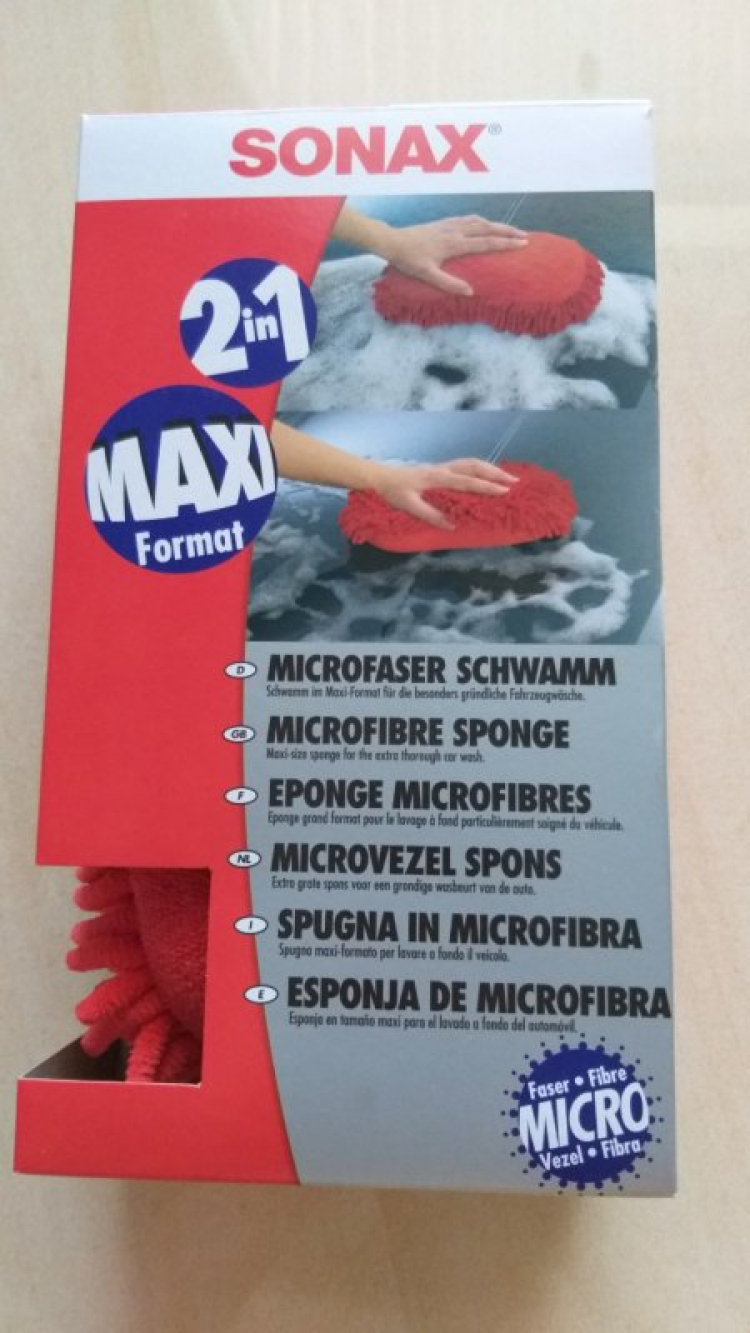 SONAX®
2in1
MAXI
Format
D MICROFASER SCHWAMM
Schwamm im Maxi-Format für die besonders gründliche Fahrzeugwäsche.
GB MICROFIBRE SPONGE
Maxi-size sponge for the extra thorough car wash.
F EPONGE MICROFIBRES
Eponge grand format pour le lavage à fond particulièrement soigné du véhicule.
NL MICROVEZEL SPONS
Extra grote spons voor een grondige wasbeurt van de auto.
I SPUGNA IN MICROFIBRA
Spugna maxi-formato per lavare a fondo il veicolo.
E ESPONJA DE MICROFIBRA
Esponja en tamaño maxi para el lavado a fondo del automóvil.
Faser • Fibre
MICRO
Vezel • Fibra